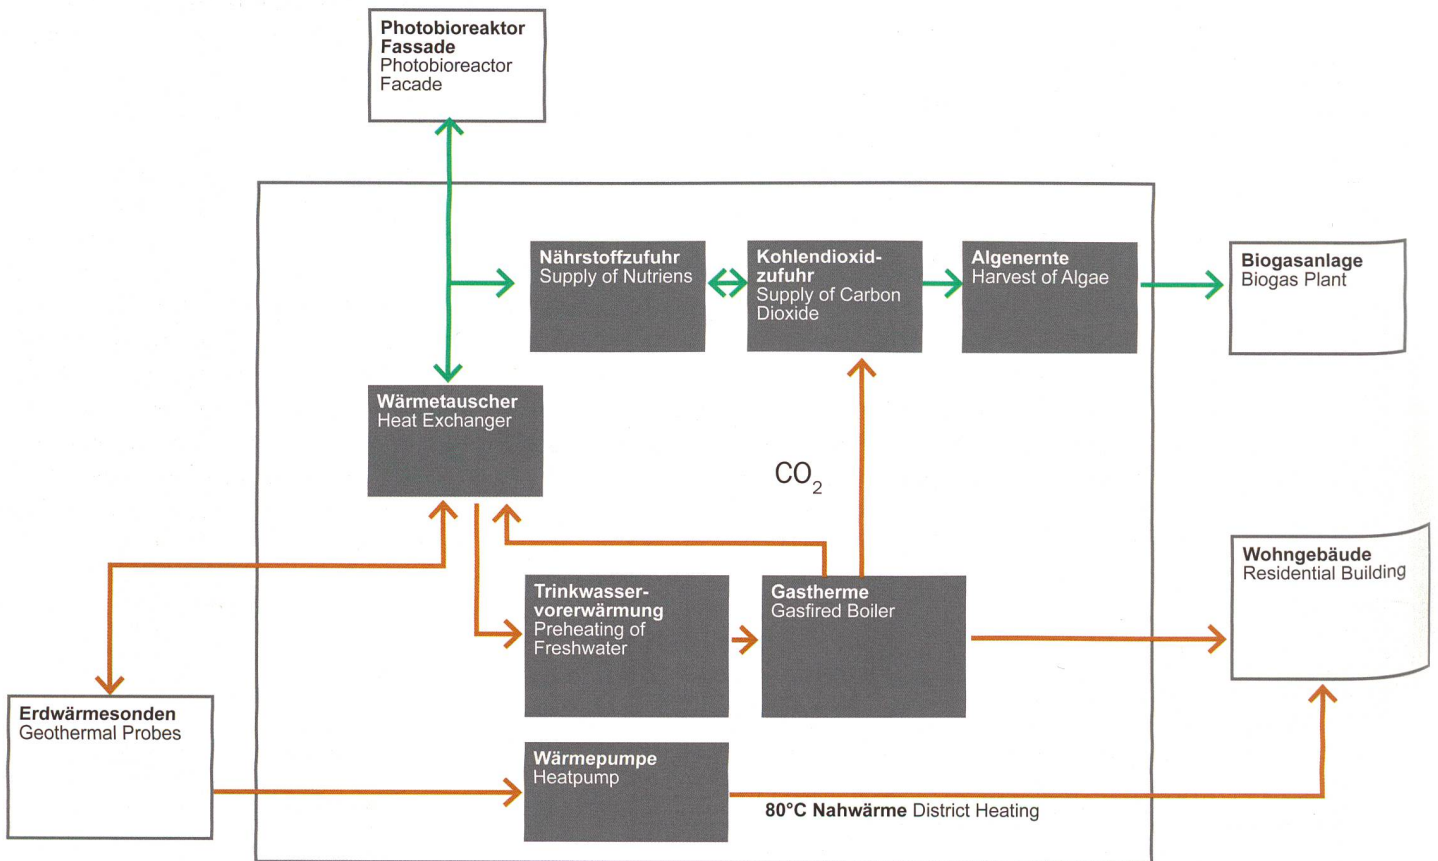 Photobioreaktor
Fassade
Photobioreactor
Facade
Nährstoffzufuhr
Supply of Nutriens
Kohlendioxid-
zufuhr
Supply of Carbon
Dioxide
Algenernte
Harvest of Algae
Biogasanlage
Biogas Plant
Wärmetauscher
Heat Exchanger
CO₂
Trinkwasser-
vorerwärmung
Preheating of
Freshwater
Gastherme
Gasfired Boiler
Wohngebäude
Residential Building
Erdwärmesonden
Geothermal Probes
Wärmepumpe
Heatpump
80°C Nahwärme District Heating